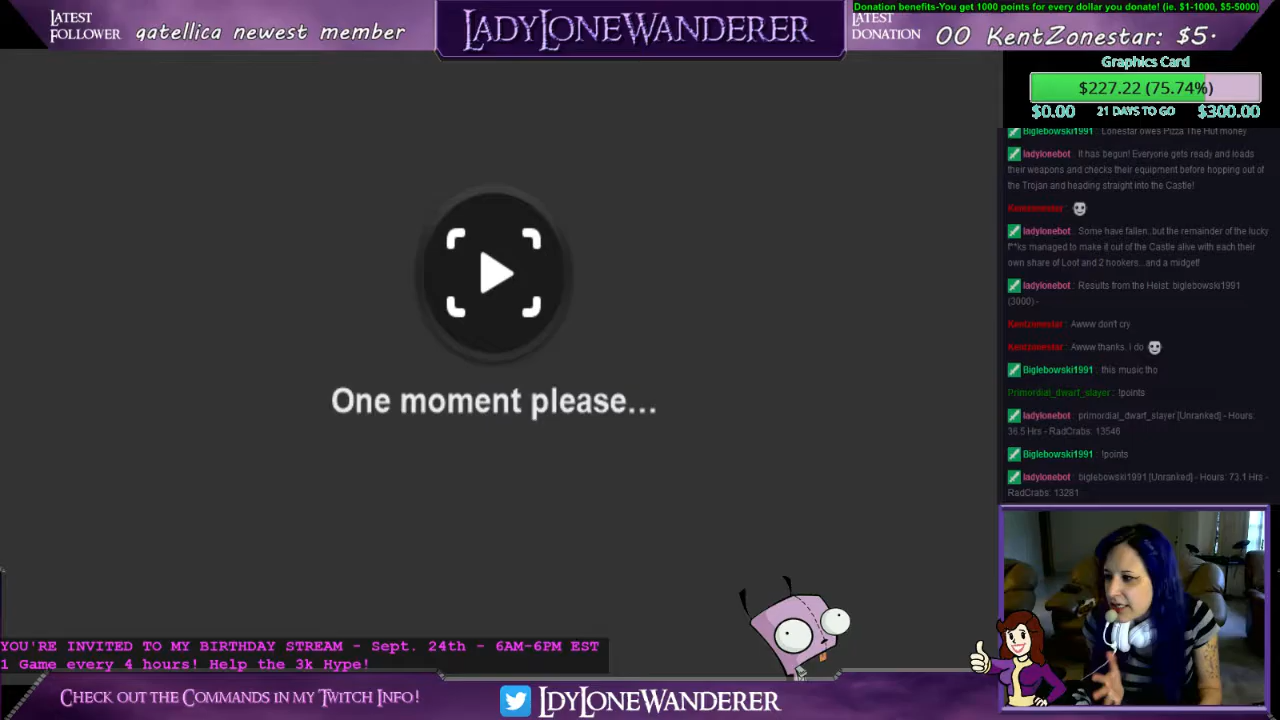 LATEST FOLLOWER
qatellica newest member
LADYLONEWANDERER
Donation benefits-You get 1000 points for every dollar you donate! (ie. $1-1000, $5-5000)
LATEST DONATION
00 KentZonestar: $5.
Graphics Card
$227.22 (75.74%)
$0.00 21 DAYS TO GO $300.00
Biglebowski1991 : Lonestar owes Pizza The Hut money
ladylonebot : It has begun! Everyone gets ready and loads
their weapons and checks their equipment before hopping out of
the Trojan and heading straight into the Castle!
Kentzonestar :
ladylonebot : Some have fallen..but the remainder of the lucky
f**ks managed to make it out of the Castle alive with each their
own share of Loot and 2 hookers...and a midget!
ladylonebot : Results from the Heist: biglebowski1991
(3000) -
Kentzonestar : Awww don't cry
Kentzonestar : Awww thanks. I do
Biglebowski1991 : this music tho
Primordial_dwarf_slayer : !points
ladylonebot : primordial_dwarf_slayer [Unranked] - Hours:
36.5 Hrs - RadCrabs: 13546
Biglebowski1991 : !points
ladylonebot : biglebowski1991 [Unranked] - Hours: 73.1 Hrs -
RadCrabs: 13281
One moment please...
YOU'RE INVITED TO MY BIRTHDAY STREAM - Sept. 24th - 6AM-6PM EST
1 Game every 4 hours! Help the 3k Hype!
CHECK OUT THE COMMANDS IN MY TWITCH INFO!
LDYLONEWANDERER